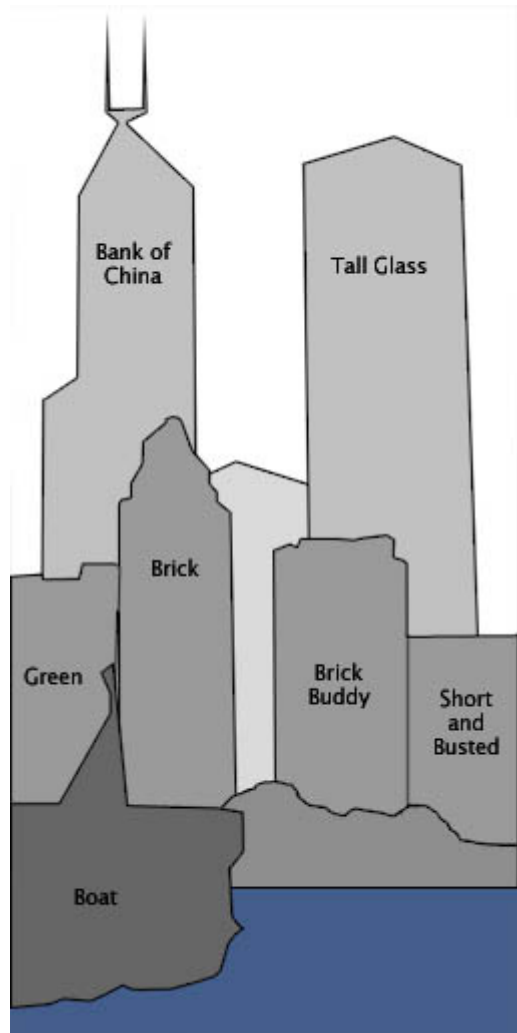 Bank of
China
Tall Glass
Brick
Green
Brick
Buddy
Short
and
Busted
Boat